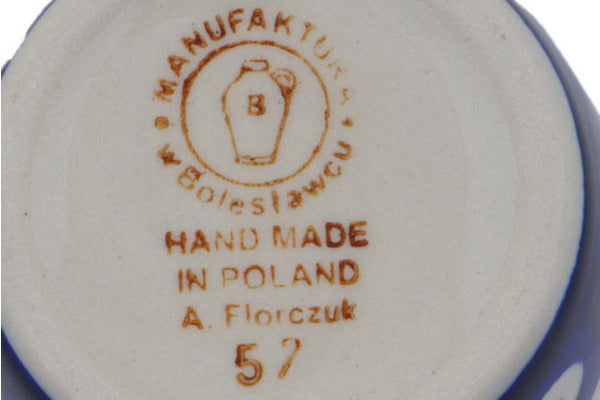 MANUFAKTURA
w Bolesławcu
B
HAND MADE
IN POLAND
A. Florczuk
57